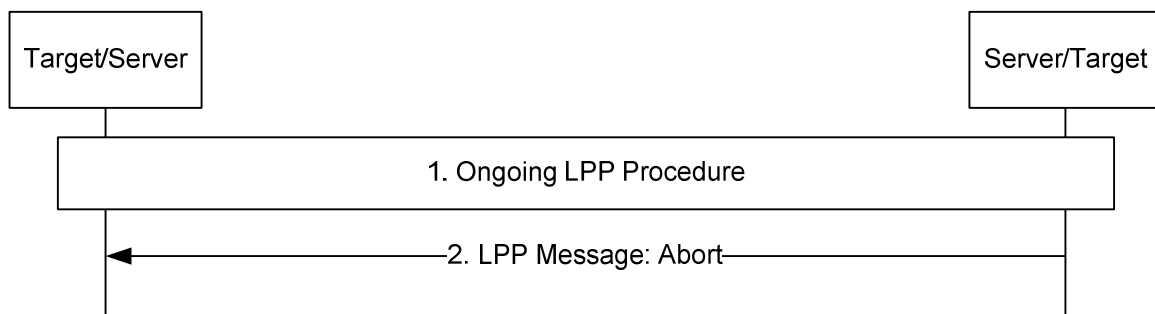 Target/Server
Server/Target
1. Ongoing LPP Procedure
2. LPP Message: Abort